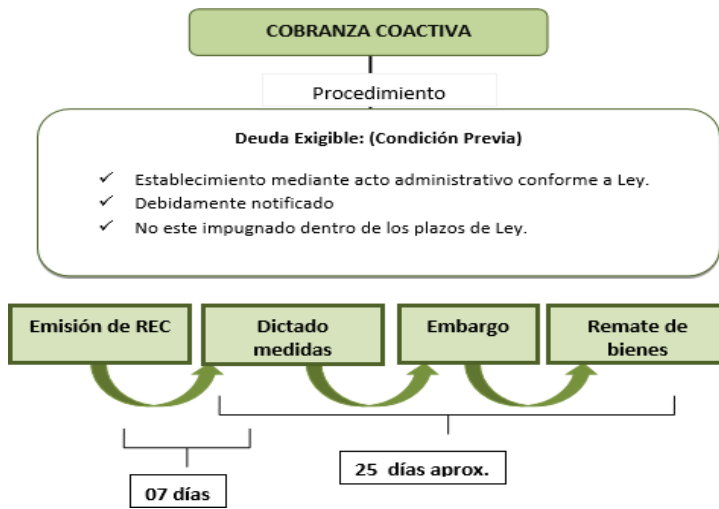 COBRANZA COACTIVA
Procedimiento
Deuda Exigible: (Condición Previa)
✓ Establecimiento mediante acto administrativo conforme a Ley.
✓ Debidamente notificado
✓ No este impugnado dentro de los plazos de Ley.
Emisión de REC
Dictado
medidas
Embargo
Remate de
bienes
07 días
25 días aprox.